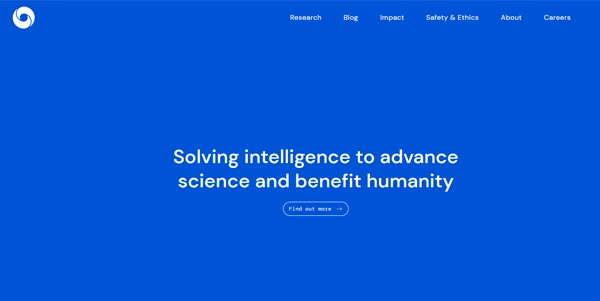 Research Blog Impact Safety & Ethics About Careers
Solving intelligence to advance
science and benefit humanity
Find out more →